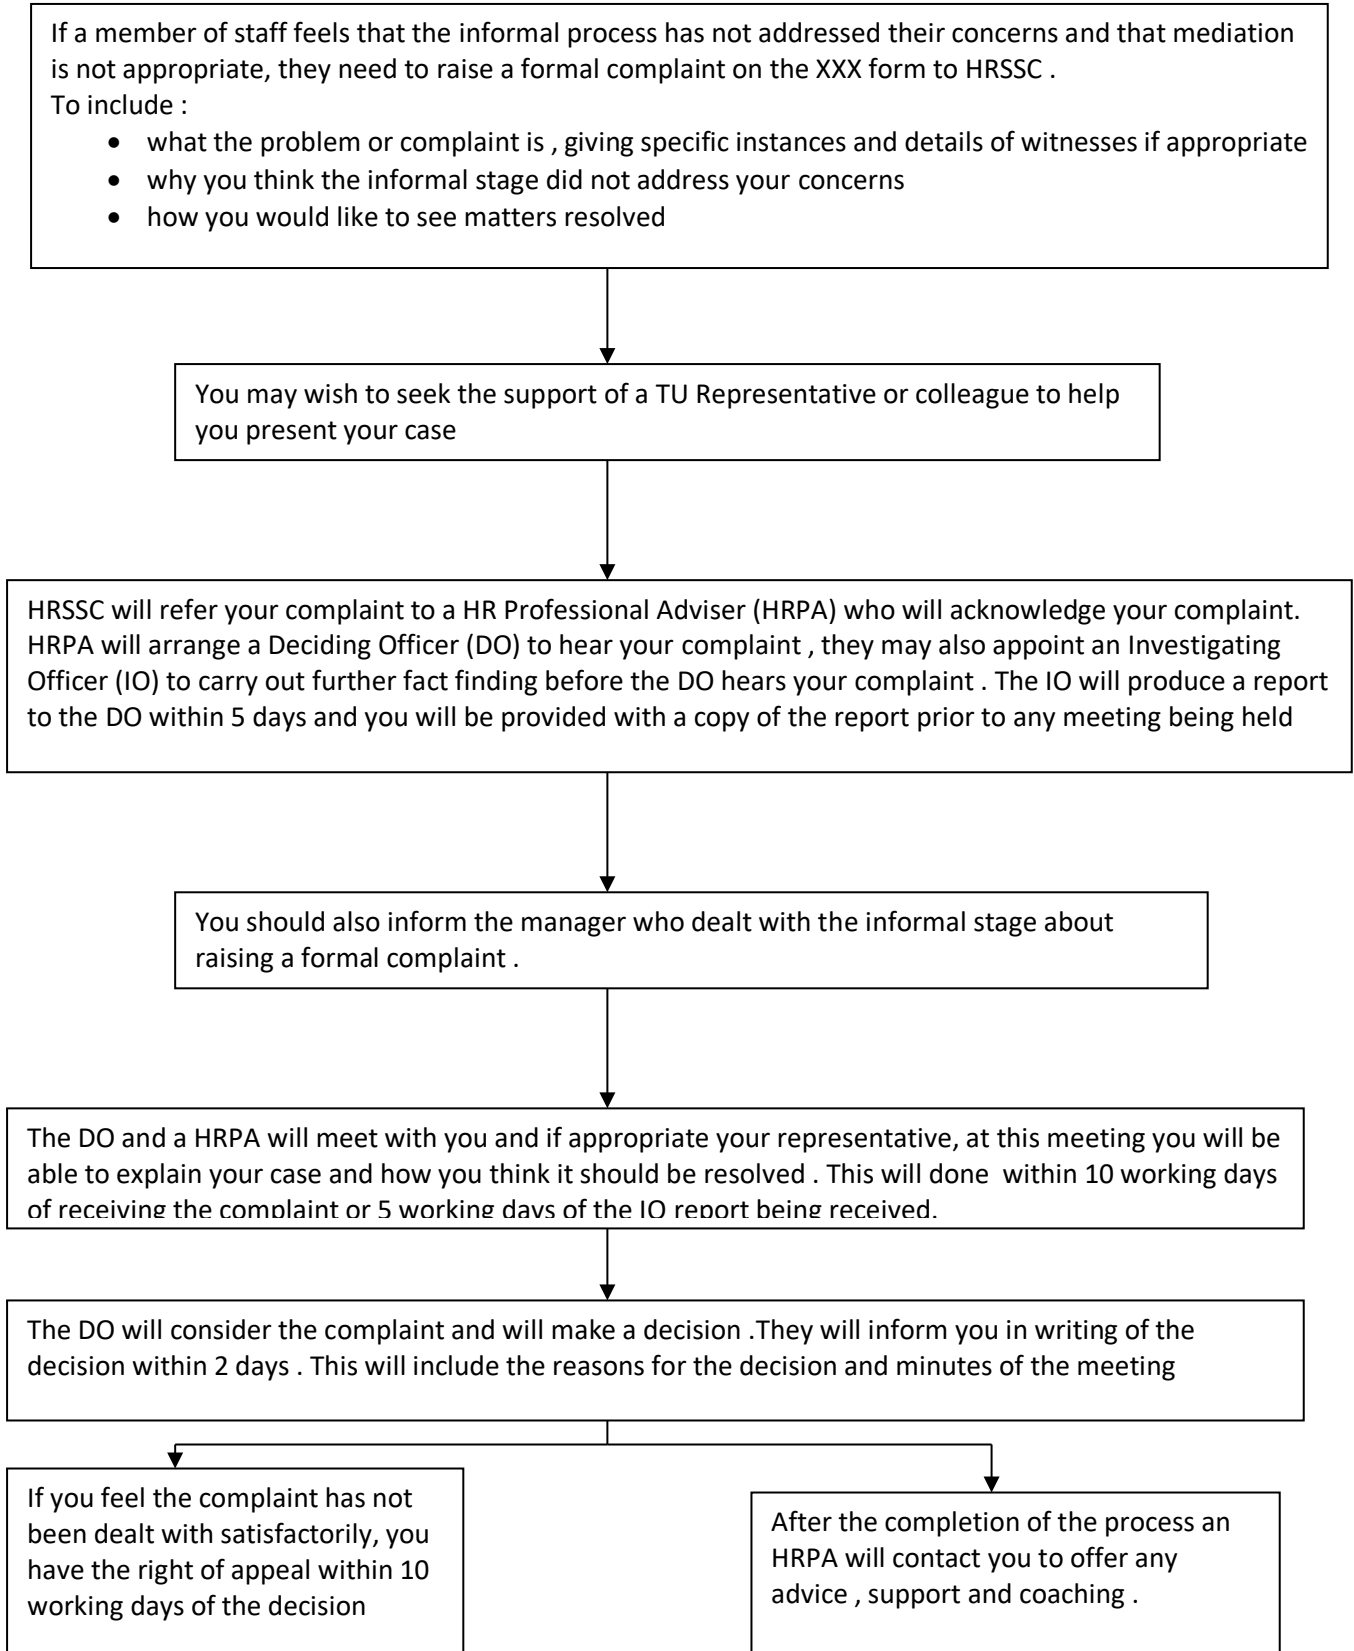 If a member of staff feels that the informal process has not addressed their concerns and that mediation
is not appropriate, they need to raise a formal complaint on the XXX form to HRSSC .
To include :
• what the problem or complaint is , giving specific instances and details of witnesses if appropriate
• why you think the informal stage did not address your concerns
• how you would like to see matters resolved
You may wish to seek the support of a TU Representative or colleague to help
you present your case
HRSSC will refer your complaint to a HR Professional Adviser (HRPA) who will acknowledge your complaint.
HRPA will arrange a Deciding Officer (DO) to hear your complaint , they may also appoint an Investigating
Officer (IO) to carry out further fact finding before the DO hears your complaint . The IO will produce a report
to the DO within 5 days and you will be provided with a copy of the report prior to any meeting being held
You should also inform the manager who dealt with the informal stage about
raising a formal complaint .
The DO and a HRPA will meet with you and if appropriate your representative, at this meeting you will be
able to explain your case and how you think it should be resolved . This will done  within 10 working days
of receiving the complaint or 5 working days of the IO report being received.
The DO will consider the complaint and will make a decision .They will inform you in writing of the
decision within 2 days . This will include the reasons for the decision and minutes of the meeting
If you feel the complaint has not
been dealt with satisfactorily, you
have the right of appeal within 10
working days of the decision
After the completion of the process an
HRPA will contact you to offer any
advice , support and coaching .